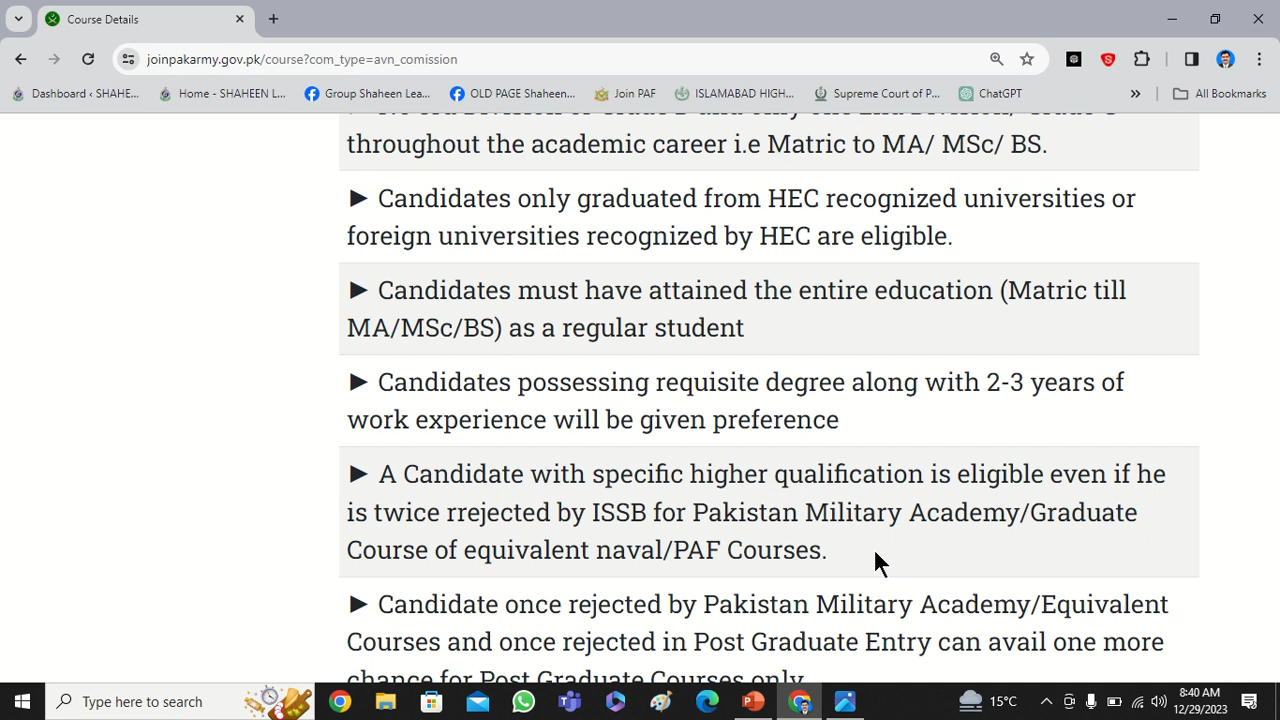 Course Details
joinpakarmy.gov.pk/course?com_type=avn_comission
Dashboard ‹ SHAHE...
Home - SHAHEEN L...
Group Shaheen Lea...
OLD PAGE Shaheen...
Join PAF
ISLAMABAD HIGH...
Supreme Court of P...
ChatGPT
All Bookmarks
throughout the academic career i.e Matric to MA/ MSc/ BS.
► Candidates only graduated from HEC recognized universities or
foreign universities recognized by HEC are eligible.
► Candidates must have attained the entire education (Matric till
MA/MSc/BS) as a regular student
► Candidates possessing requisite degree along with 2-3 years of
work experience will be given preference
► A Candidate with specific higher qualification is eligible even if he
is twice rrejected by ISSB for Pakistan Military Academy/Graduate
Course of equivalent naval/PAF Courses.
► Candidate once rejected by Pakistan Military Academy/Equivalent
Courses and once rejected in Post Graduate Entry can avail one more
chance for Post Graduate Courses only
Type here to search
15°C
8:40 AM
12/29/2023